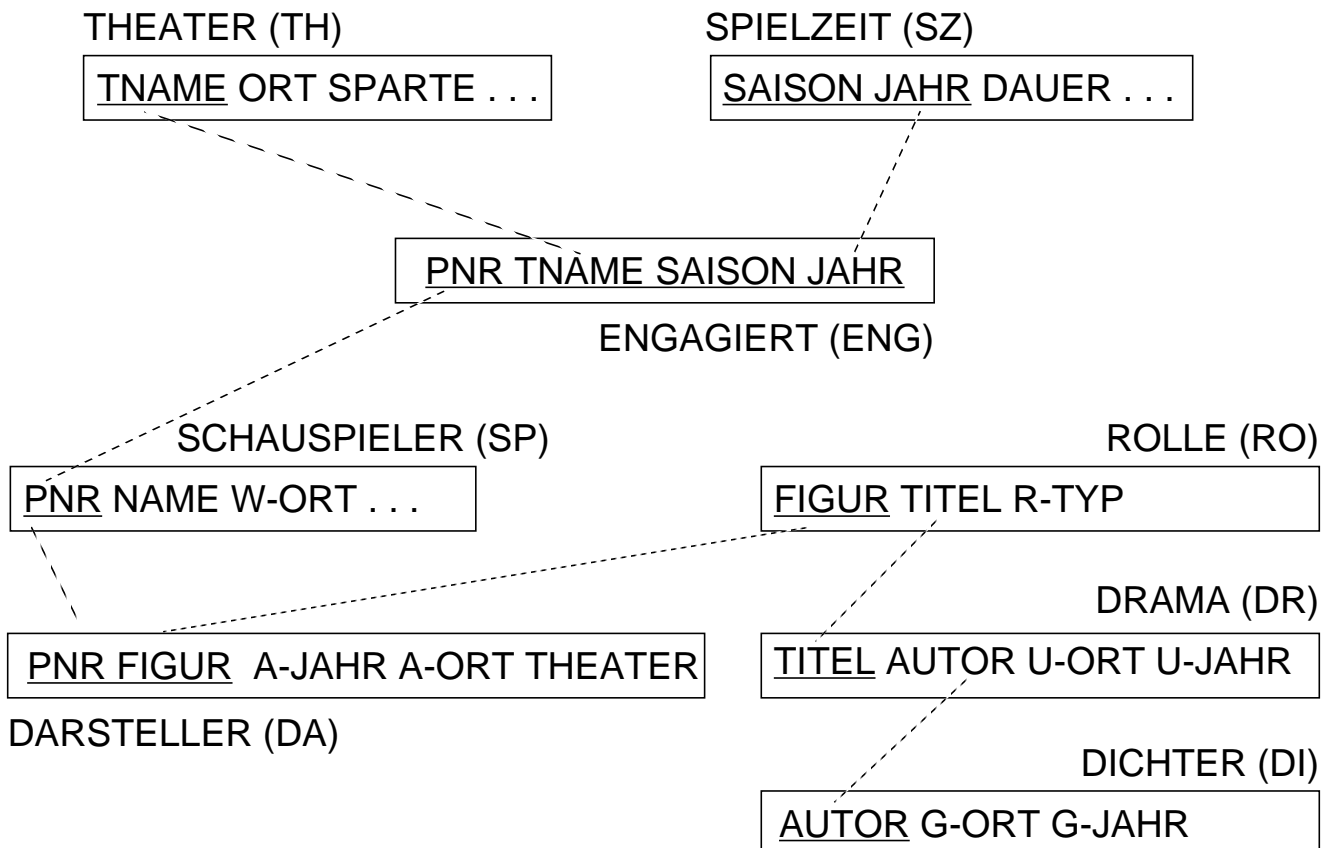 THEATER (TH)
SPIELZEIT (SZ)
TNAME ORT SPARTE . . .
SAISON JAHR DAUER . . .
PNR TNAME SAISON JAHR
ENGAGIERT (ENG)
SCHAUSPIELER (SP)
ROLLE (RO)
PNR NAME W-ORT . . .
FIGUR TITEL R-TYP
DRAMA (DR)
PNR FIGUR A-JAHR A-ORT THEATER
TITEL AUTOR U-ORT U-JAHR
DARSTELLER (DA)
DICHTER (DI)
AUTOR G-ORT G-JAHR